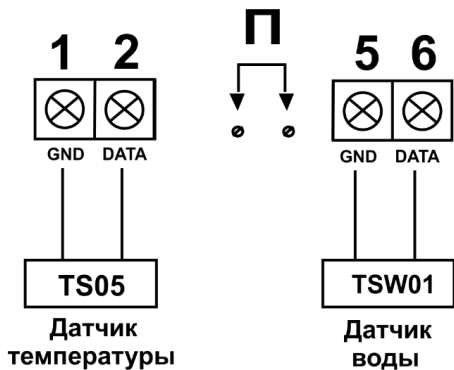 П
1 2
5 6
GND DATA
GND DATA
TS05
TSW01
Датчик
температуры
Датчик
воды